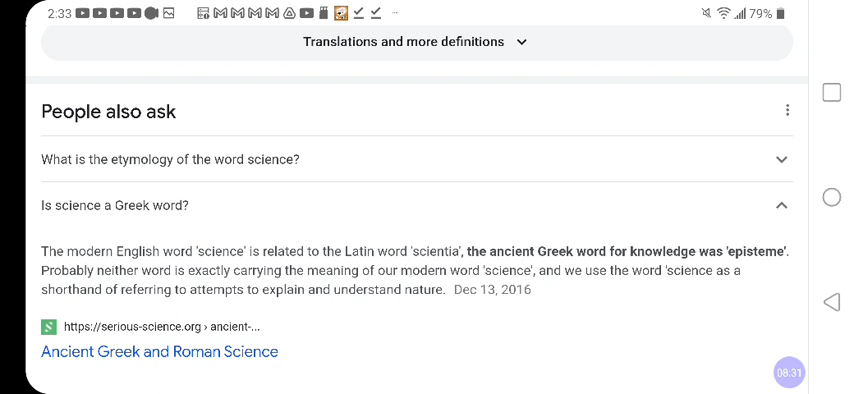 2:33 79%
Translations and more definitions
People also ask
What is the etymology of the word science?
Is science a Greek word?
The modern English word 'science' is related to the Latin word 'scientia', the ancient Greek word for knowledge was 'episteme'.
Probably neither word is exactly carrying the meaning of our modern word 'science', and we use the word 'science as a
shorthand of referring to attempts to explain and understand nature. Dec 13, 2016
S https://serious-science.org › ancient-...
Ancient Greek and Roman Science
08:31